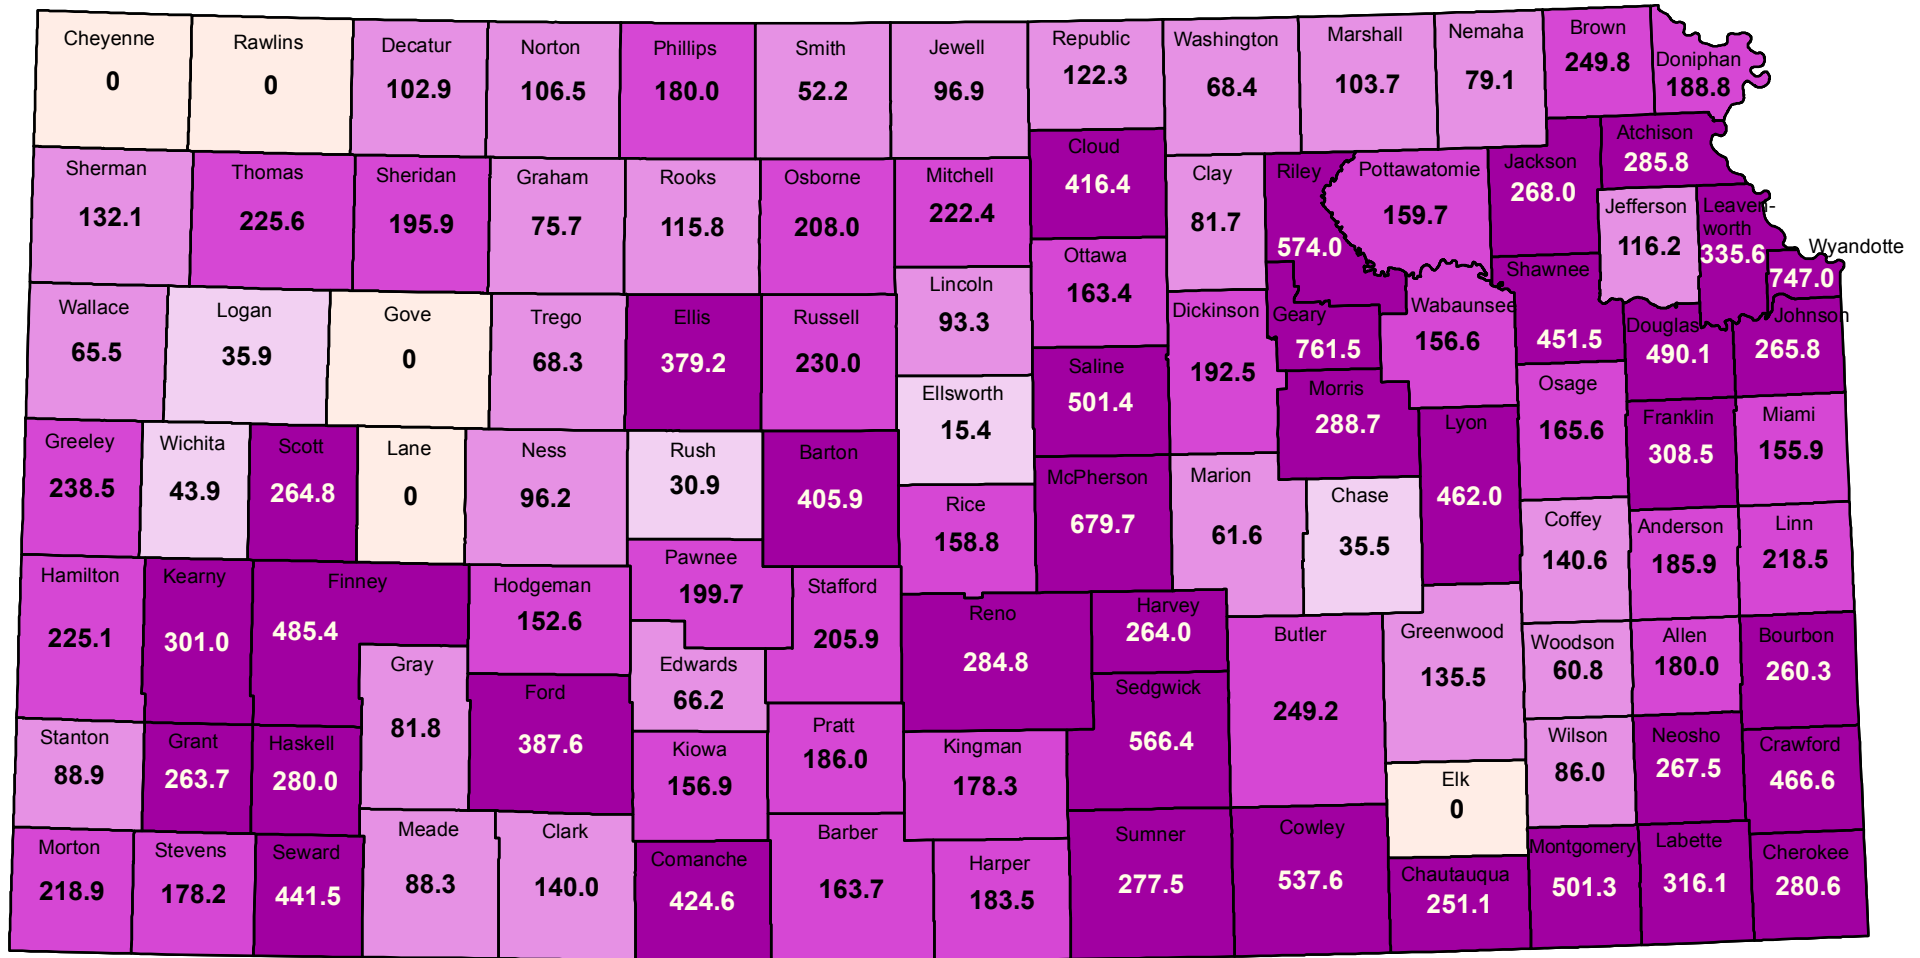 Cheyenne
0
Rawlins
0
Decatur
102.9
Norton
106.5
Phillips
180.0
Smith
52.2
Jewell
96.9
Republic
122.3
Washington
68.4
Marshall
103.7
Nemaha
79.1
Brown
249.8
Doniphan
188.8
Sherman
132.1
Thomas
225.6
Sheridan
195.9
Graham
75.7
Rooks
115.8
Osborne
208.0
Mitchell
222.4
Cloud
416.4
Clay
81.7
Riley
574.0
Pottawatomie
159.7
Jackson
268.0
Atchison
285.8
Jefferson
116.2
Leaven-
worth
335.6
Wyandotte
747.0
Wallace
65.5
Logan
35.9
Gove
0
Trego
68.3
Ellis
379.2
Russell
230.0
Lincoln
93.3
Ottawa
163.4
Dickinson
192.5
Geary
761.5
Wabaunsee
156.6
Shawnee
451.5
Douglas
490.1
Johnson
265.8
Ellsworth
15.4
Saline
501.4
Morris
288.7
Osage
165.6
Franklin
308.5
Miami
155.9
Greeley
238.5
Wichita
43.9
Scott
264.8
Lane
0
Ness
96.2
Rush
30.9
Barton
405.9
Rice
158.8
McPherson
679.7
Marion
61.6
Chase
35.5
Lyon
462.0
Coffey
140.6
Anderson
185.9
Linn
218.5
Hamilton
225.1
Kearny
301.0
Finney
485.4
Hodgeman
152.6
Pawnee
199.7
Stafford
205.9
Reno
284.8
Harvey
264.0
Butler
249.2
Greenwood
135.5
Woodson
60.8
Allen
180.0
Bourbon
260.3
Gray
81.8
Ford
387.6
Edwards
66.2
Pratt
186.0
Sedgwick
566.4
Stanton
88.9
Grant
263.7
Haskell
280.0
Kiowa
156.9
Kingman
178.3
Elk
0
Wilson
86.0
Neosho
267.5
Crawford
466.6
Morton
218.9
Stevens
178.2
Seward
441.5
Meade
88.3
Clark
140.0
Comanche
424.6
Barber
163.7
Harper
183.5
Sumner
277.5
Cowley
537.6
Chautauqua
251.1
Montgomery
501.3
Labette
316.1
Cherokee
280.6